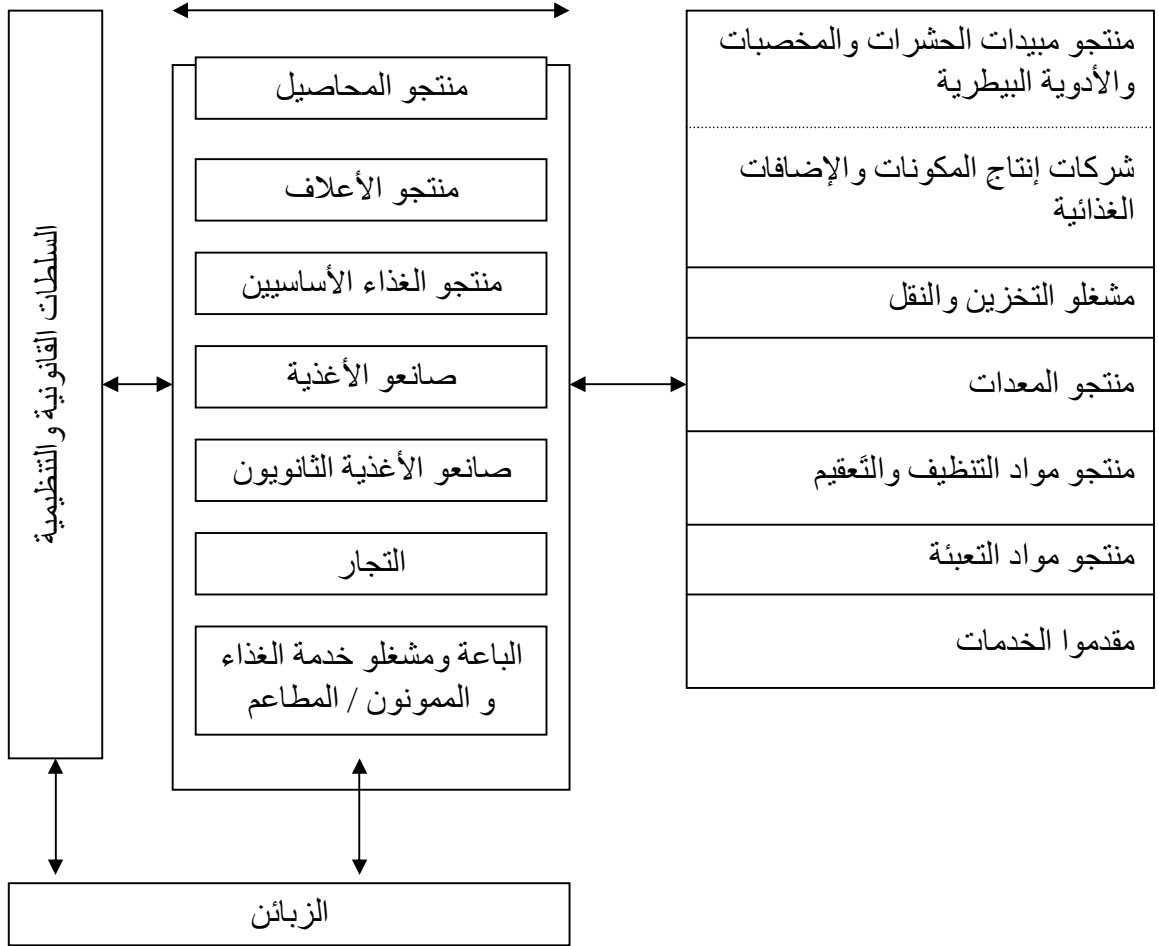 منتجو مبيدات الحشرات والمخصبات
والأدوية البيطرية
شركات إنتاج المكونات والإضافات
الغذائية
مشغلو التخزين والنقل
منتجو المعدات
منتجو مواد التنظيف والتَعقيم
منتجو مواد التعبئة
مقدموا الخدمات
منتجو المحاصيل
منتجو الأعلاف
منتجو الغذاء الأساسيين
صانعو الأغذية
صانعو الأغذية الثانويون
التجار
الباعة ومشغلو خدمة الغذاء
و الممونون / المطاعم
السلطات القانونية والتنظيمية
الزبائن